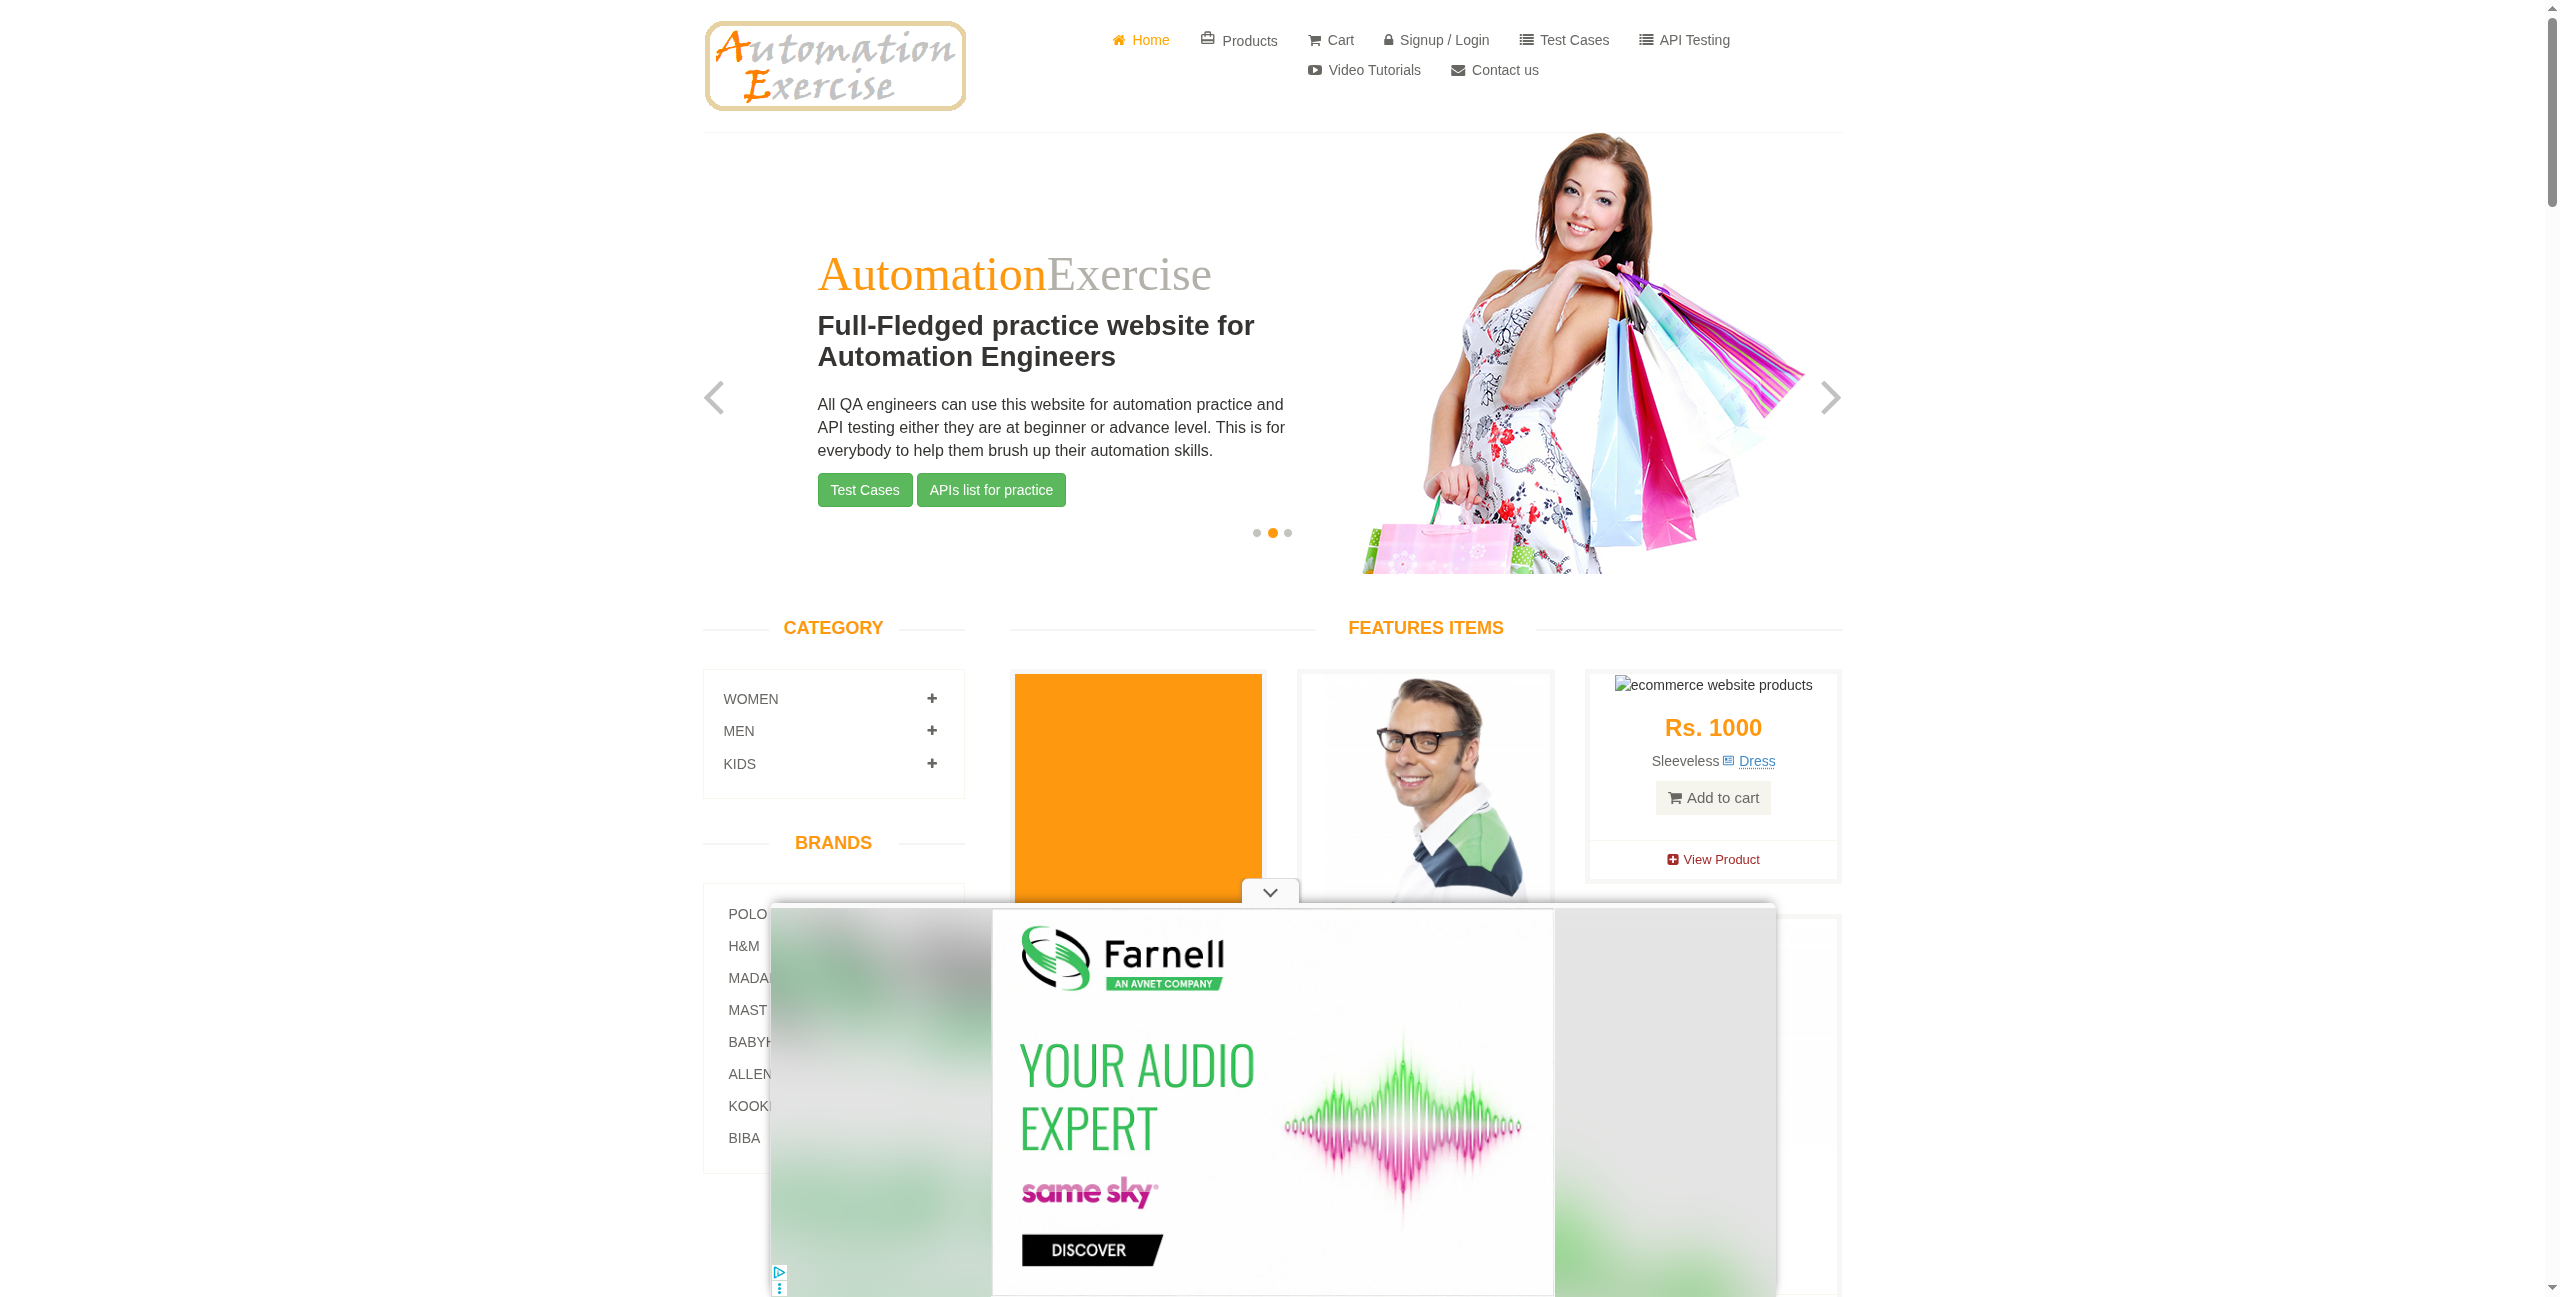 Automation
Exercise
Home
Products
Cart
Signup / Login
Test Cases
API Testing
Video Tutorials
Contact us
AutomationExercise
Full-Fledged practice website for
Automation Engineers
All QA engineers can use this website for automation practice and
API testing either they are at beginner or advance level. This is for
everybody to help them brush up their automation skills.
Test Cases
APIs list for practice
CATEGORY
WOMEN
MEN
KIDS
BRANDS
POLO
H&M
MAST
BIBA
FEATURES ITEMS
ecommerce website products
Rs. 1000
Sleeveless Dress
Add to cart
View Product
Farnell
AN AVNET COMPANY
YOUR AUDIO
EXPERT
same sky
DISCOVER